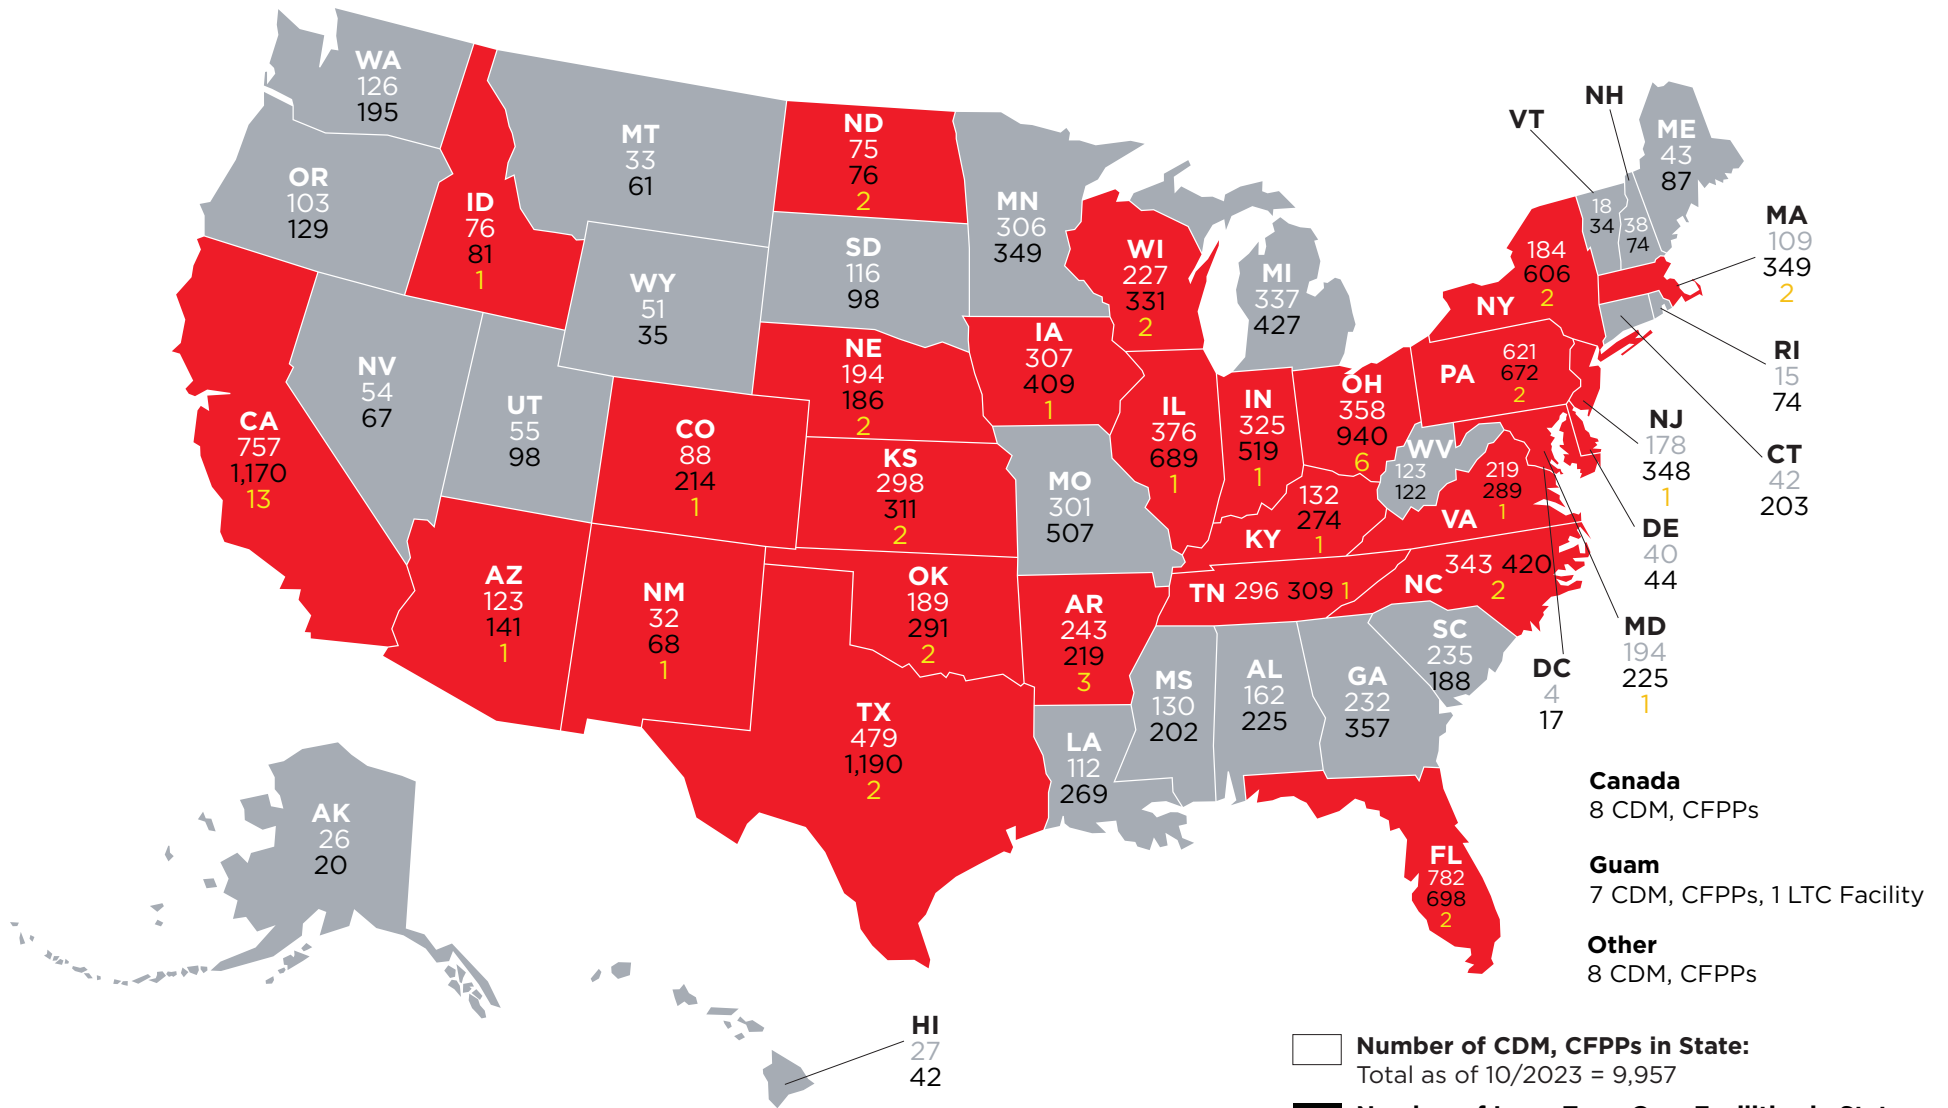 WA
126
195
OR
103
129
ID
76
81
1
MT
33
61
ND
75
76
2
SD
116
98
WY
51
35
MN
306
349
WI
227
331
2
MI
337
427
NV
54
67
UT
55
98
CA
757
1,170
13
CO
88
214
1
NE
194
186
2
KS
298
311
2
IA
307
409
1
MO
301
507
IL
376
689
1
IN
325
519
1
OH
358
940
6
KY
132
274
1
WV
123
122
VA
219
289
1
PA
621
672
2
NY
184
606
2
VT
18
34
NH
38
74
ME
43
87
MA
109
349
2
RI
15
74
CT
42
203
NJ
178
348
1
DE
40
44
MD
194
225
1
DC
4
17
AZ
123
141
1
NM
32
68
1
OK
189
291
2
TX
479
1,190
2
AR
243
219
3
TN 296 309 1
NC 343 420
2
SC
235
188
LA
112
269
MS
130
202
AL
162
225
GA
232
357
FL
782
698
2
AK
26
20
HI
27
42
Canada
8 CDM, CFPPs
Guam
7 CDM, CFPPs, 1 LTC Facility
Other
8 CDM, CFPPs
Number of CDM, CFPPs in State:
Total as of 10/2023 = 9,957